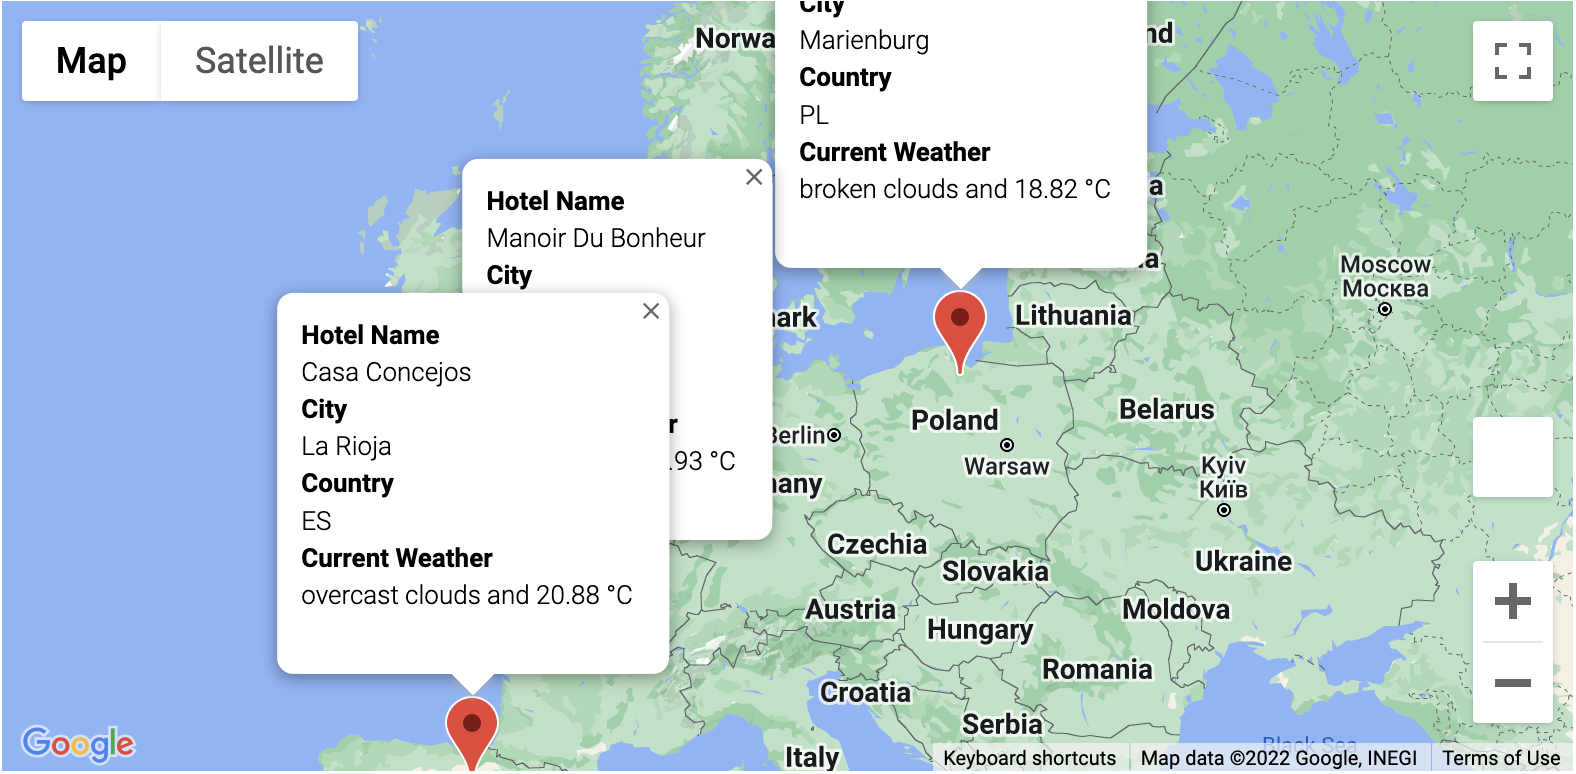 Map
Satellite
City
Marienburg
Country
PL
Current Weather
broken clouds and 18.82 °C
Hotel Name
Manoir Du Bonheur
City
.93 °C
Hotel Name
Casa Concejos
City
La Rioja
Country
ES
Current Weather
overcast clouds and 20.88 °C
Moscow
Москва
Lithuania
Belarus
Poland
Berlin
Warsaw
Kyiv
Київ
Czechia
Slovakia
Ukraine
Austria
Hungary
Moldova
Romania
Croatia
Serbia
Italy
Black Sea
Google
Keyboard shortcuts
Map data ©2022 Google, INEGI
Terms of Use